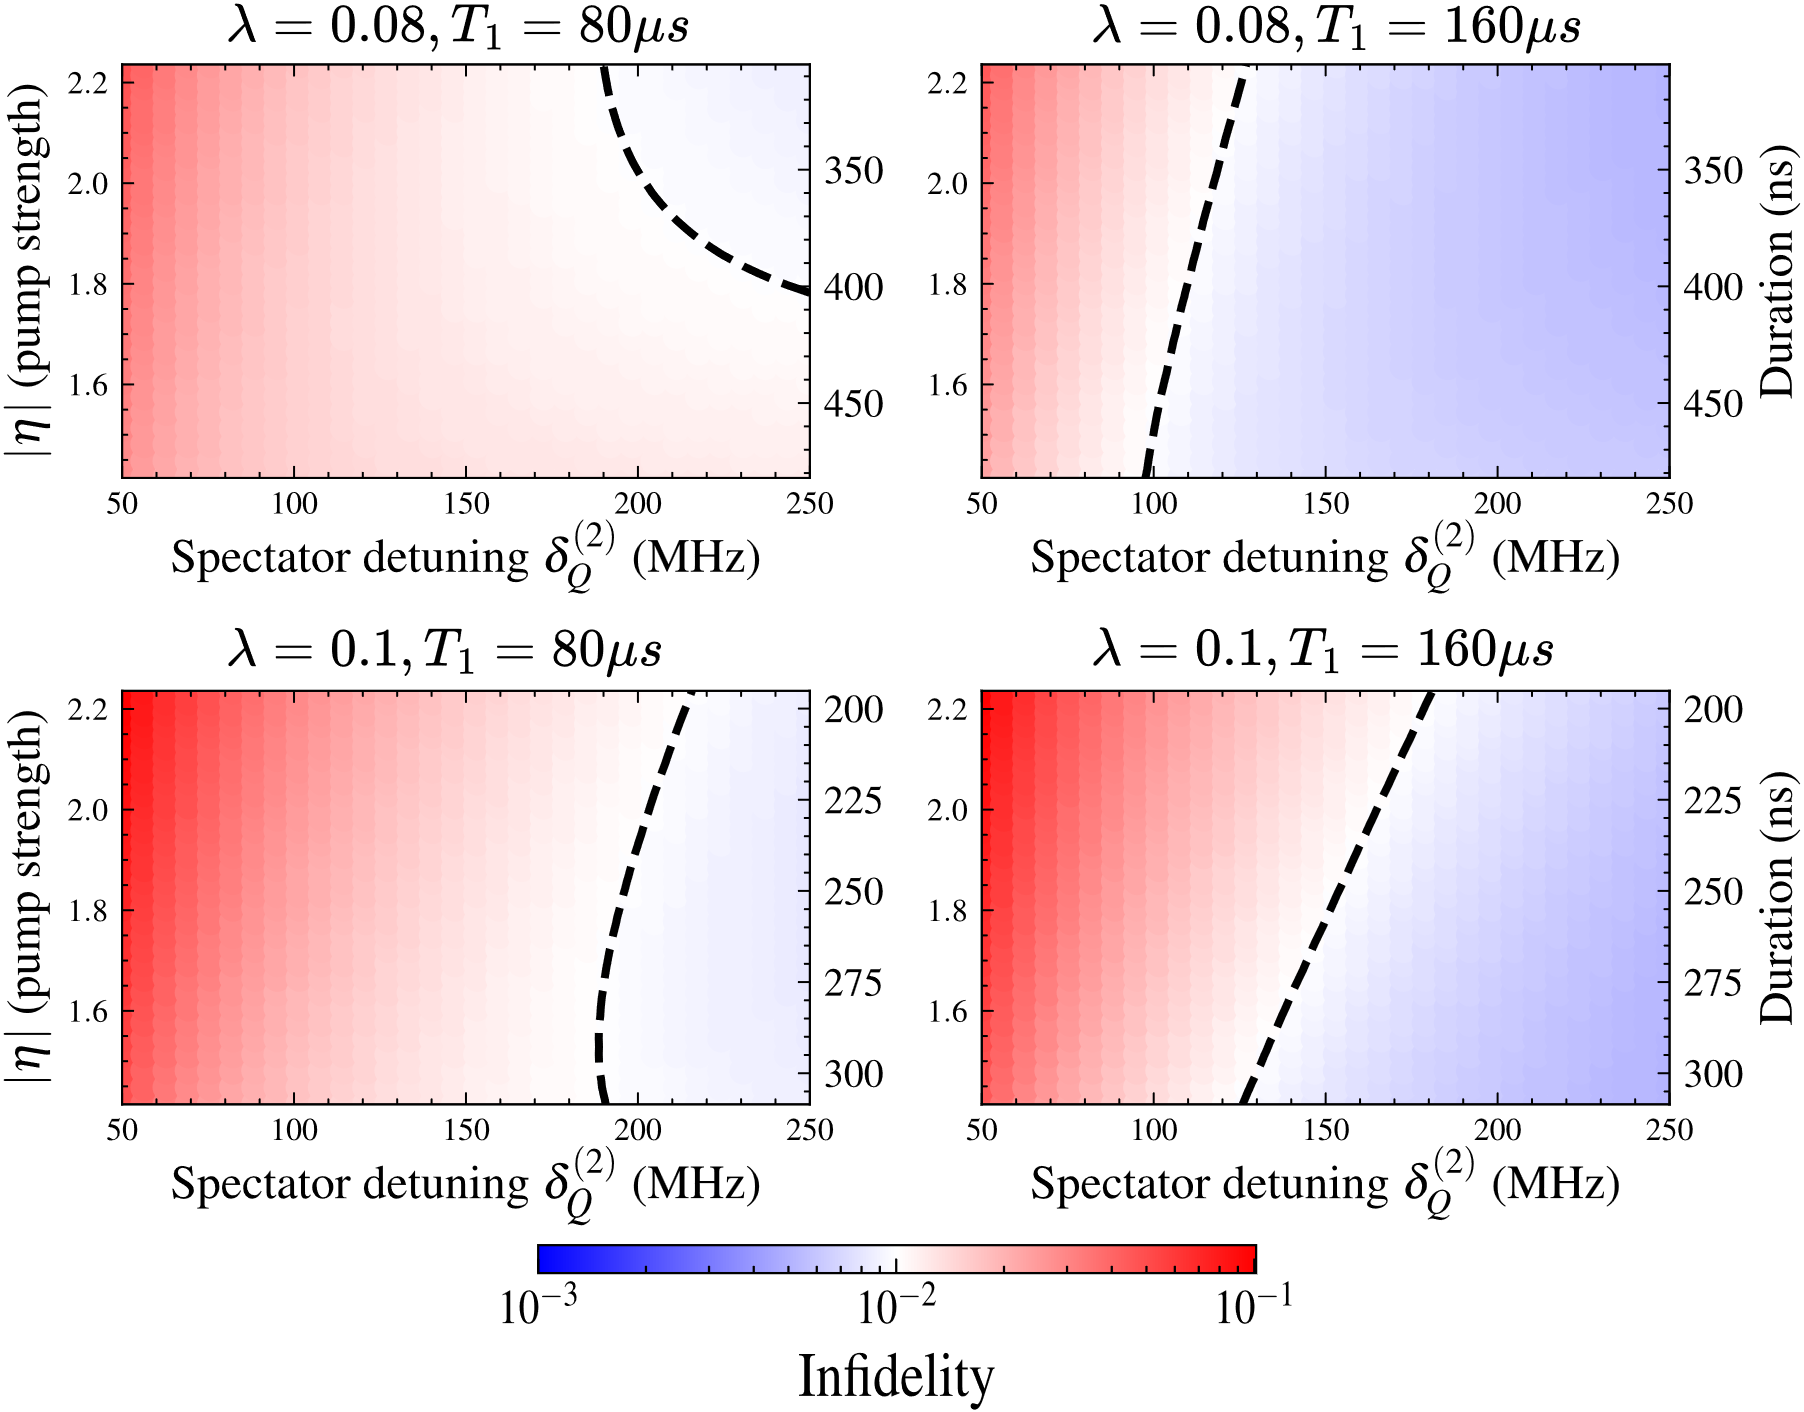 λ = 0.08, T₁ = 80μs
λ = 0.08, T₁ = 160μs
|η| (pump strength)
2.2
2.0
1.8
1.6
350
400
450
50 100 150 200 250
Spectator detuning δ_Q^(2) (MHz)
2.2
2.0
1.8
1.6
350
400
450
Duration (ns)
50 100 150 200 250
Spectator detuning δ_Q^(2) (MHz)
λ = 0.1, T₁ = 80μs
λ = 0.1, T₁ = 160μs
|η| (pump strength)
2.2
2.0
1.8
1.6
200
225
250
275
300
50 100 150 200 250
Spectator detuning δ_Q^(2) (MHz)
2.2
2.0
1.8
1.6
200
225
250
275
300
Duration (ns)
50 100 150 200 250
Spectator detuning δ_Q^(2) (MHz)
10⁻³ 10⁻² 10⁻¹
Infidelity